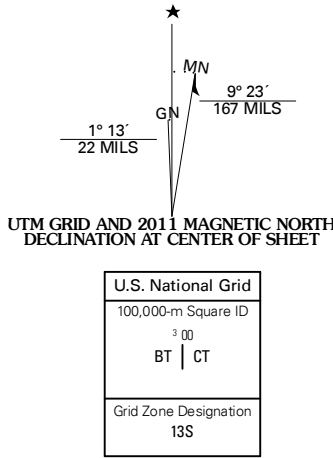 ★
MN
GN
9° 23´
167 MILS
1° 13´
22 MILS
UTM GRID AND 2011 MAGNETIC NORTH
DECLINATION AT CENTER OF SHEET
U.S. National Grid
100,000-m Square ID
3 00
BT | CT
Grid Zone Designation
13S